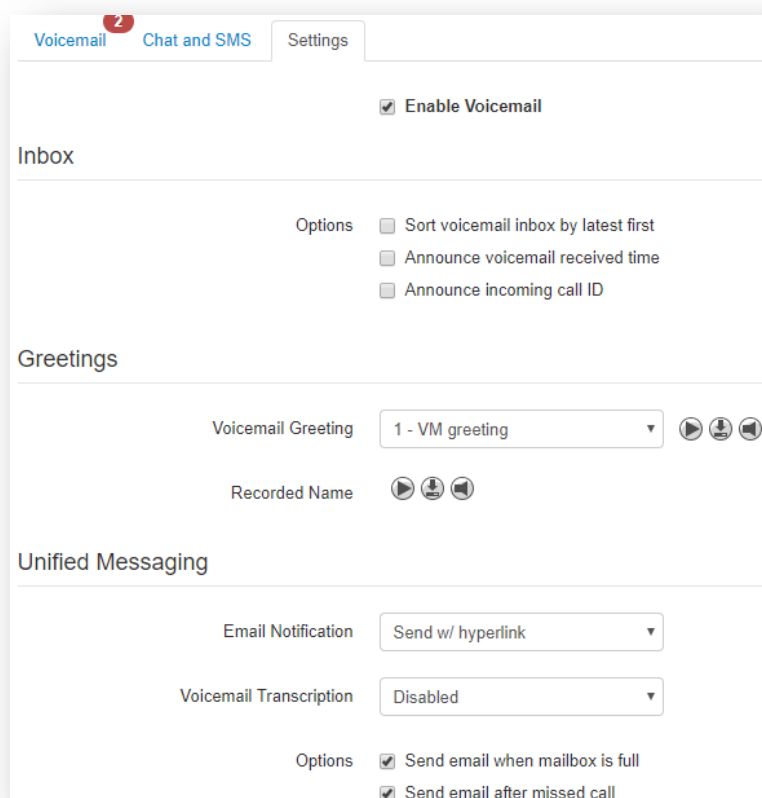 2
Voicemail Chat and SMS Settings
Enable Voicemail
Inbox
Options Sort voicemail inbox by latest first
Announce voicemail received time
Announce incoming call ID
Greetings
Voicemail Greeting 1 - VM greeting
Recorded Name
Unified Messaging
Email Notification Send w/ hyperlink
Voicemail Transcription Disabled
Options Send email when mailbox is full
Send email after missed call